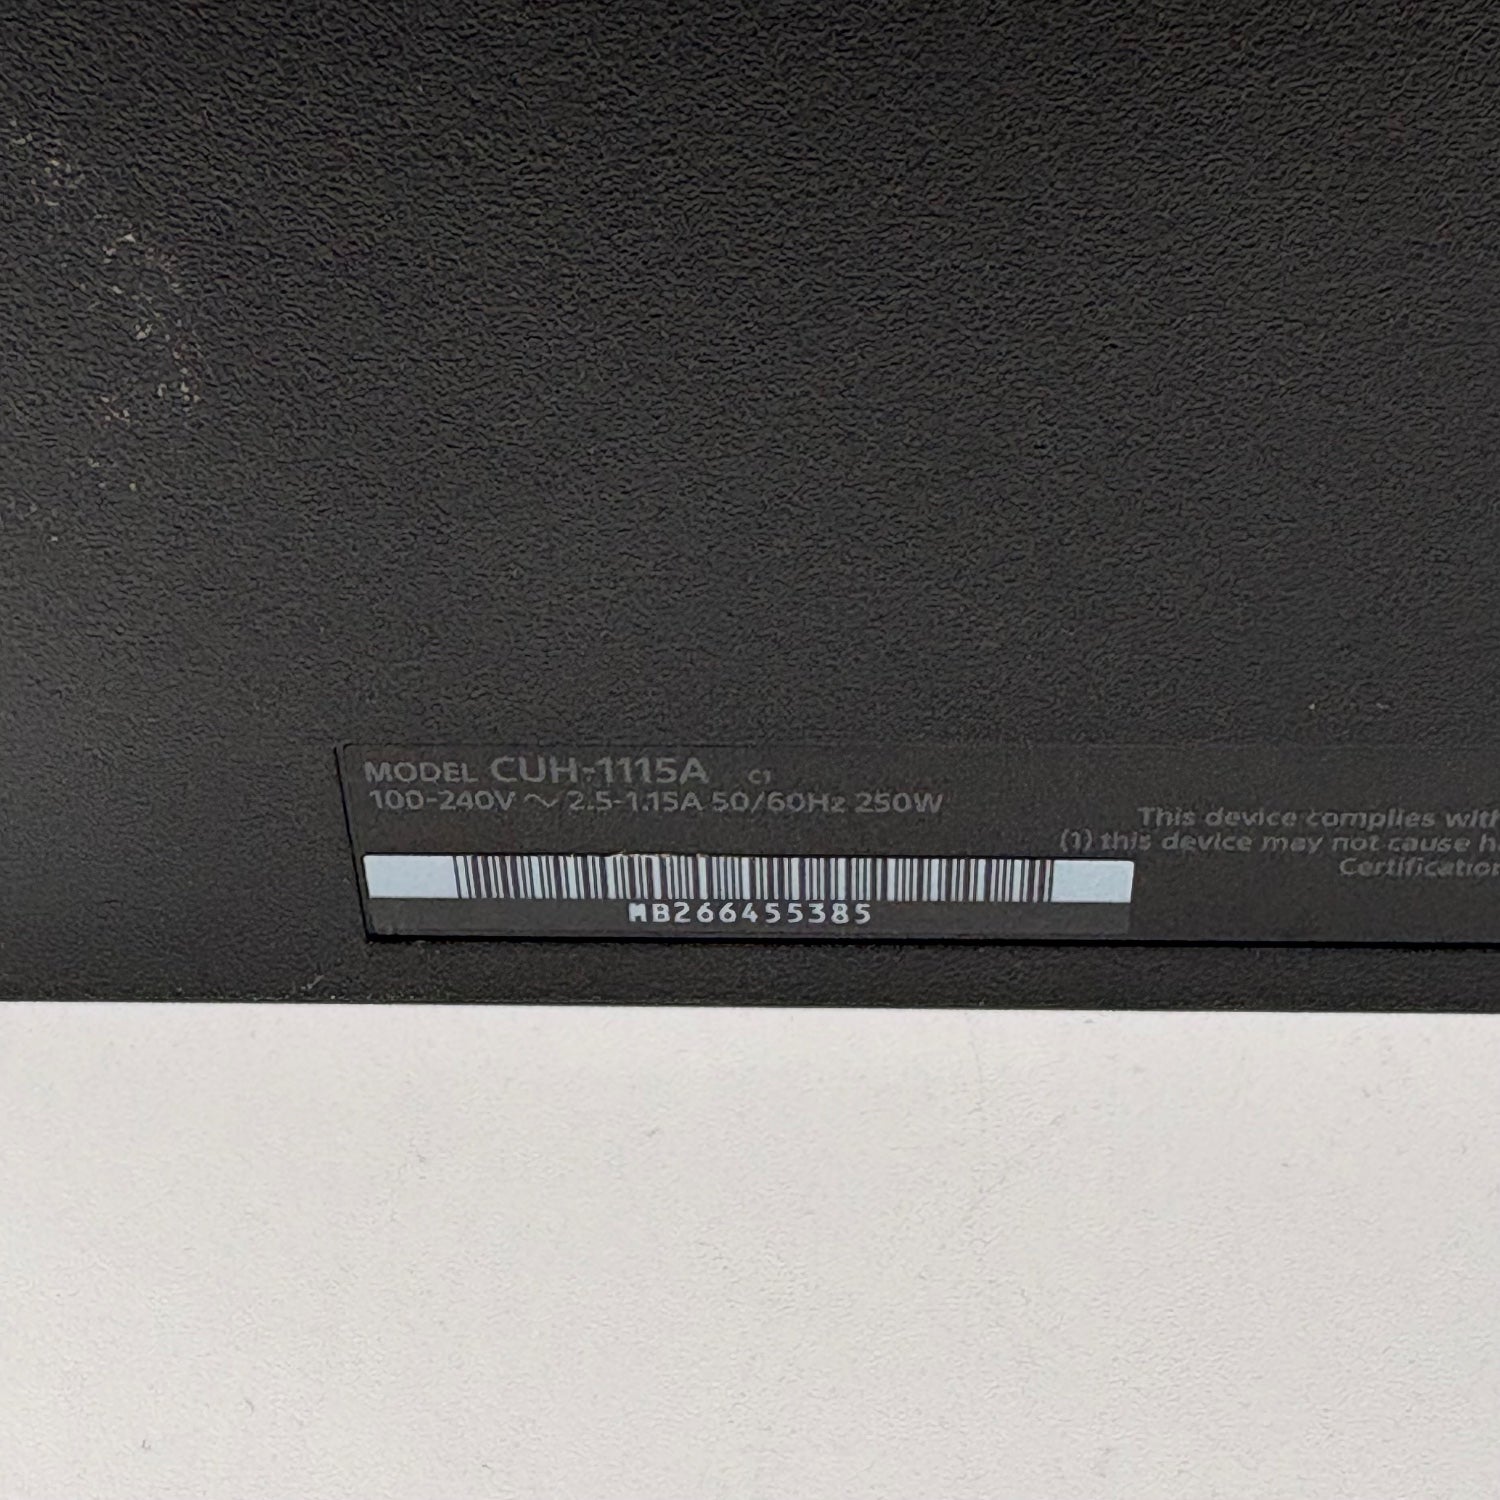 MODEL CUH-1115A C1
100-240V ～ 2.5-1.15A 50/60Hz 250W
This device complies with
(1) this device may not cause h
Certification
MB266455385